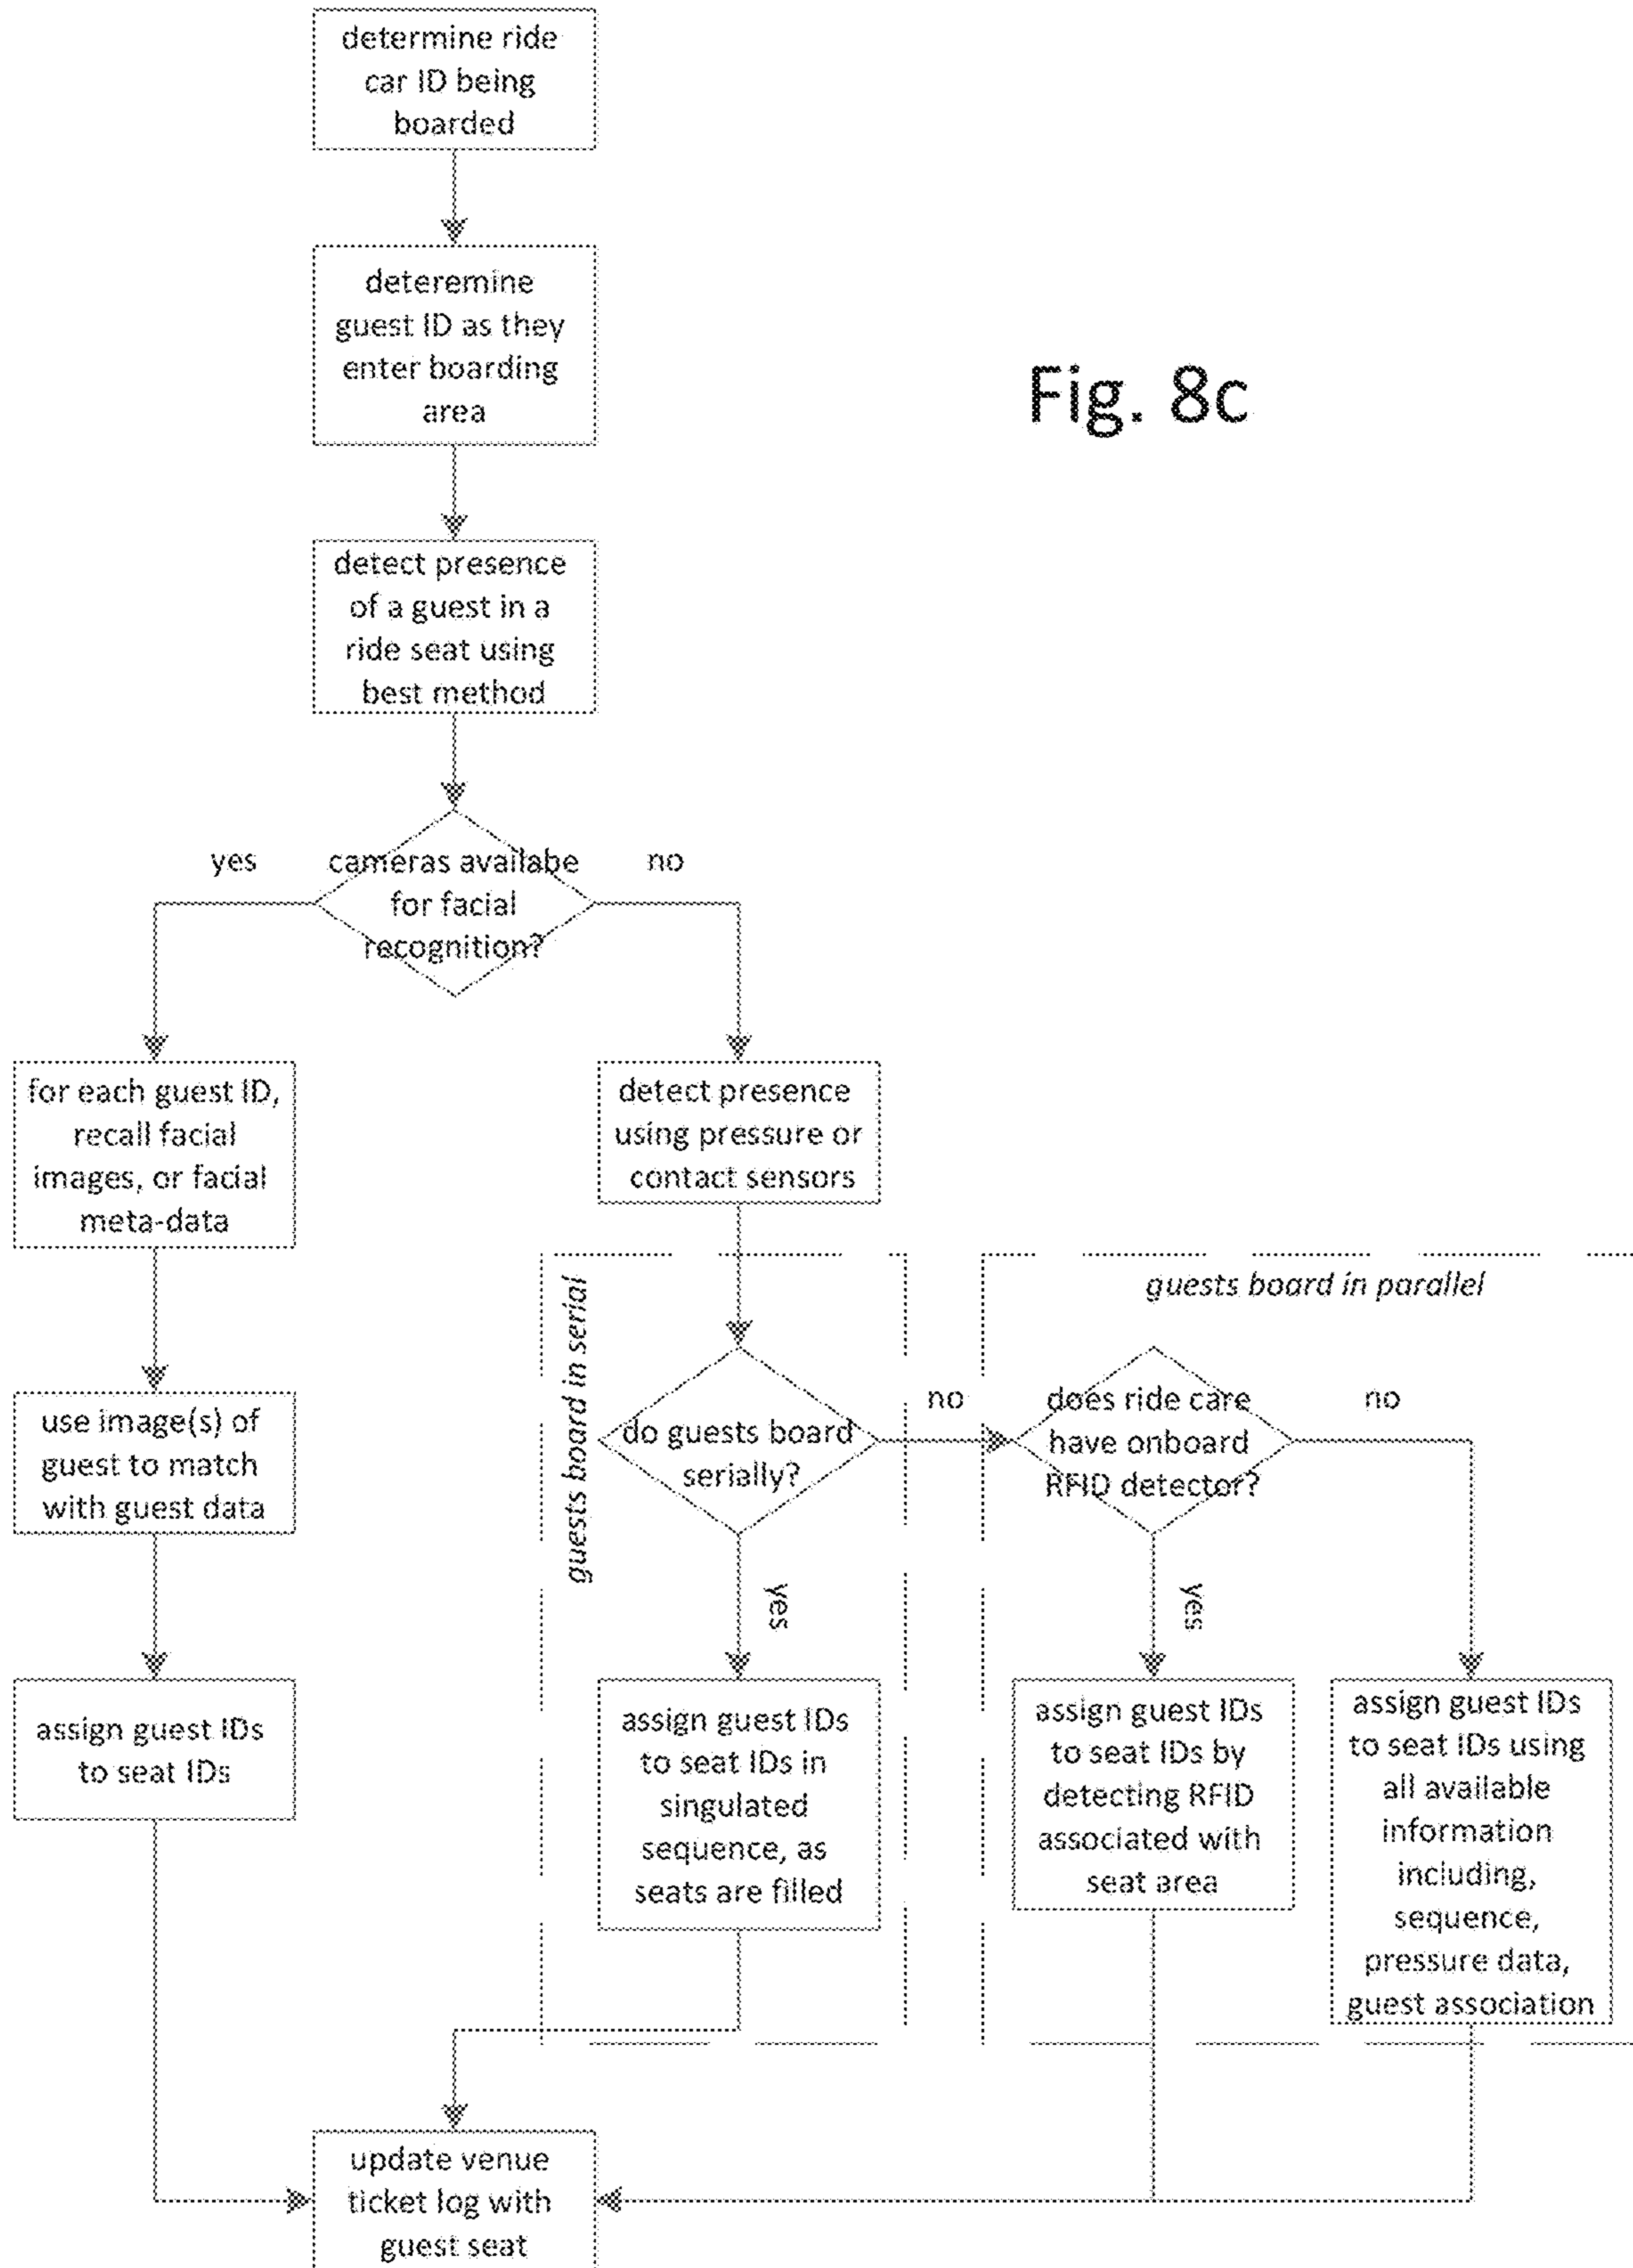 determine ride
car ID being
boarded
deteremine
guest ID as they
enter boarding
area
Fig. 8c
detect presence
of a guest in a
ride seat using
best method
yes
cameras availabe
for facial
recognition?
no
for each guest ID,
recall facial
images, or facial
meta-data
detect presence
using pressure or
contact sensors
guests board in serial
guests board in parallel
use image(s) of
guest to match
with guest data
do guests board
serially?
no
does ride care
have onboard
RFID detector?
no
yes
yes
assign guest IDs
to seat IDs
assign guest IDs
to seat IDs in
singulated
sequence, as
seats are filled
assign guest IDs
to seat IDs by
detecting RFID
associated with
seat area
assign guest IDs
to seat IDs using
all available
information
including,
sequence,
pressure data,
guest association
update venue
ticket log with
guest seat